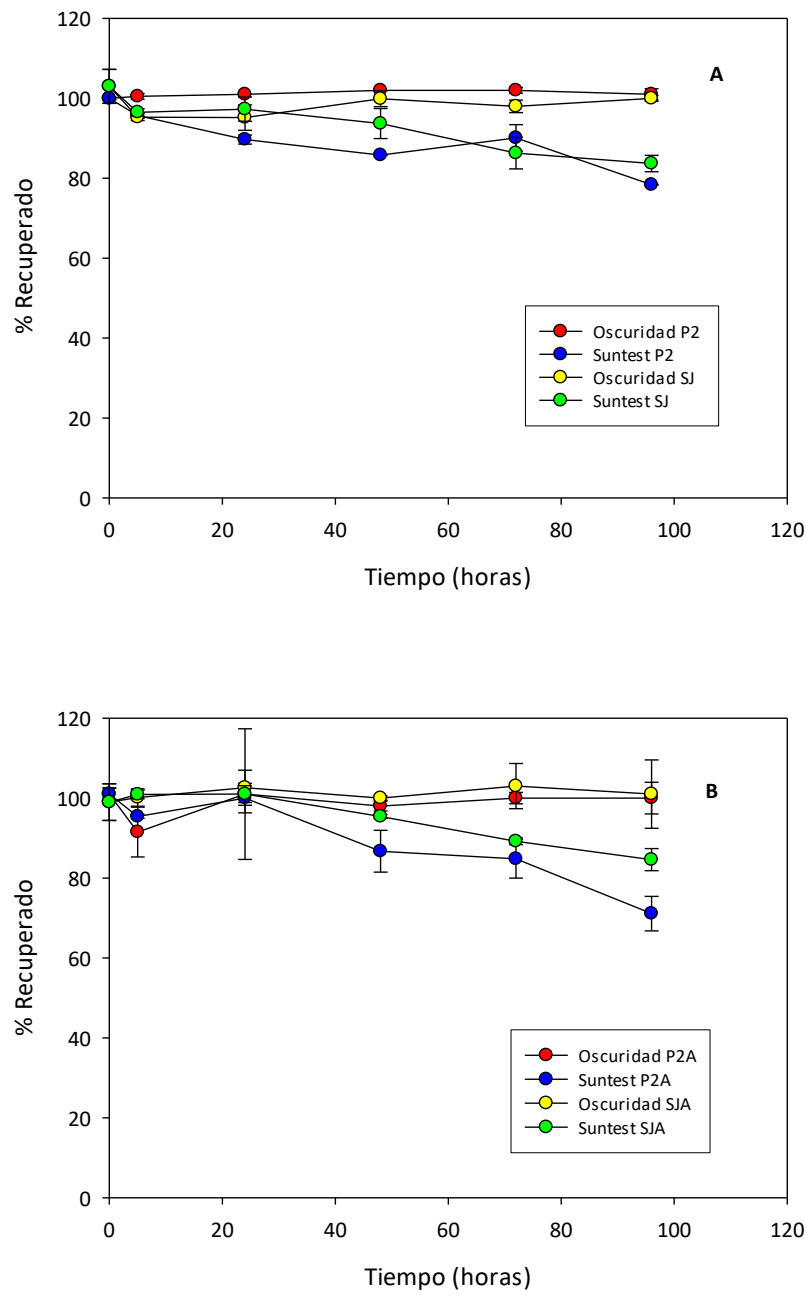 120
A
100
80
60
40
20
0
% Recuperado
Oscuridad P2
Suntest P2
Oscuridad SJ
Suntest SJ
0 20 40 60 80 100 120
Tiempo (horas)
120
B
100
80
60
40
20
0
% Recuperado
Oscuridad P2A
Suntest P2A
Oscuridad SJA
Suntest SJA
0 20 40 60 80 100 120
Tiempo (horas)